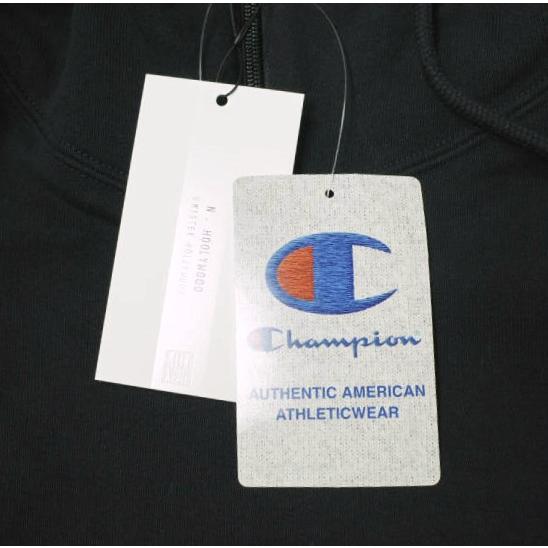 N - HOOLYWOOD
Champion
AUTHENTIC AMERICAN
ATHLETICWEAR